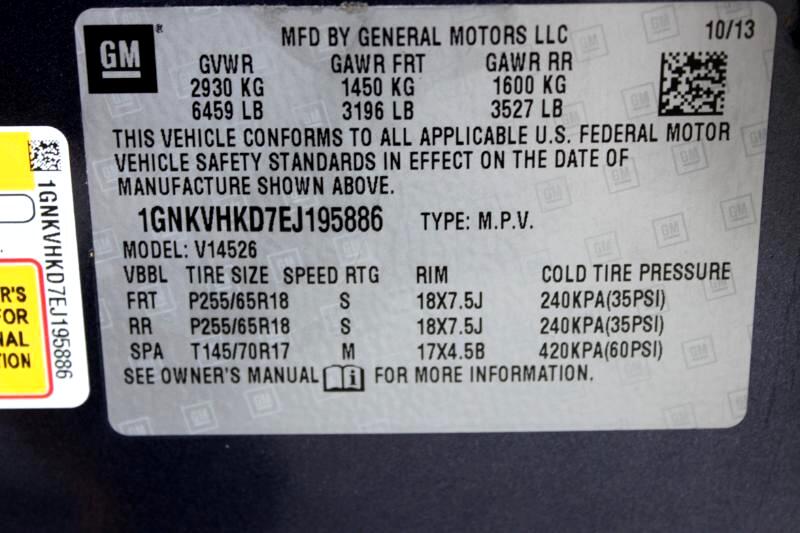 GM
MFD BY GENERAL MOTORS LLC 10/13
GVWR GAWR FRT GAWR RR
2930 KG 1450 KG 1600 KG
6459 LB 3196 LB 3527 LB
THIS VEHICLE CONFORMS TO ALL APPLICABLE U.S. FEDERAL MOTOR
VEHICLE SAFETY STANDARDS IN EFFECT ON THE DATE OF
MANUFACTURE SHOWN ABOVE.
1GNKVHKD7EJ195886 TYPE: M.P.V.
MODEL: V14526
VBBL TIRE SIZE SPEED RTG RIM COLD TIRE PRESSURE
FRT P255/65R18 S 18X7.5J 240KPA(35PSI)
RR P255/65R18 S 18X7.5J 240KPA(35PSI)
SPA T145/70R17 M 17X4.5B 420KPA(60PSI)
SEE OWNER'S MANUAL i FOR MORE INFORMATION.
1GNKVHKD7EJ195886
R'S
FOR
NAL
TION